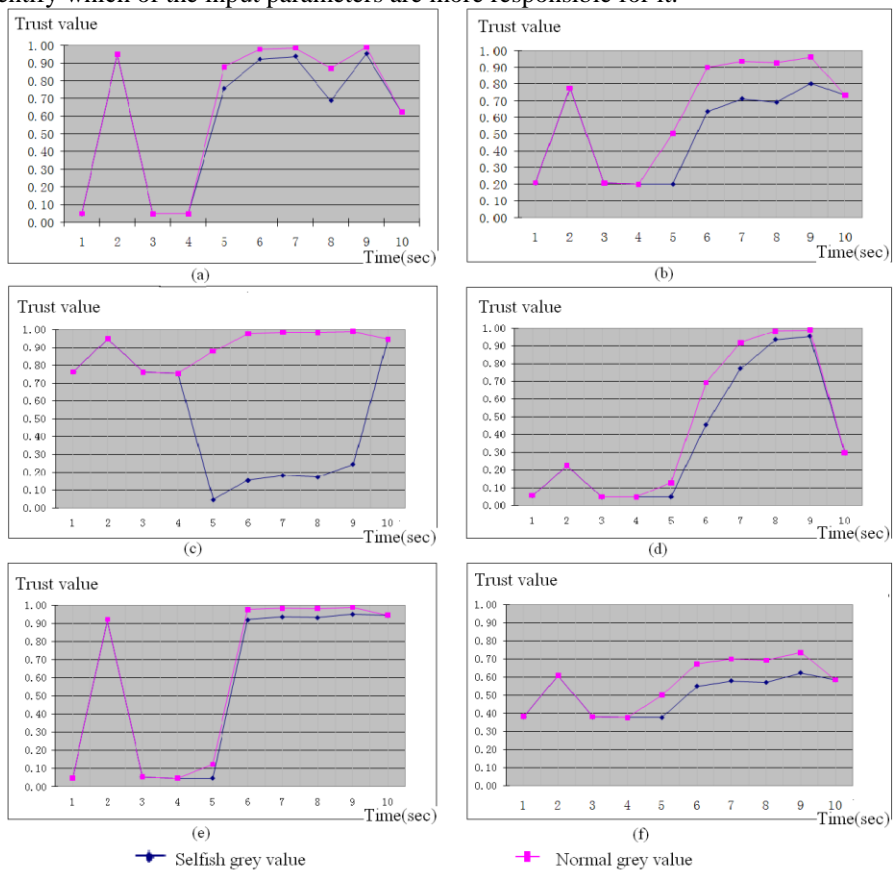 entify which of the input parameters are more responsible for it.
Trust value
1.00
0.90
0.80
0.70
0.60
0.50
0.40
0.30
0.20
0.10
0.00
1 2 3 4 5 6 7 8 9 10
Time(sec)
(a)
Trust value
1.00
0.90
0.80
0.70
0.60
0.50
0.40
0.30
0.20
0.10
0.00
1 2 3 4 5 6 7 8 9 10
Time(sec)
(b)
Trust value
1.00
0.90
0.80
0.70
0.60
0.50
0.40
0.30
0.20
0.10
0.00
1 2 3 4 5 6 7 8 9 10
Time(sec)
(c)
Trust value
1.00
0.90
0.80
0.70
0.60
0.50
0.40
0.30
0.20
0.10
0.00
1 2 3 4 5 6 7 8 9 10
Time(sec)
(d)
Trust value
1.00
0.90
0.80
0.70
0.60
0.50
0.40
0.30
0.20
0.10
0.00
1 2 3 4 5 6 7 8 9 10
Time(sec)
(e)
Trust value
1.00
0.90
0.80
0.70
0.60
0.50
0.40
0.30
0.20
0.10
0.00
1 2 3 4 5 6 7 8 9 10
Time(sec)
(f)
Selfish grey value
Normal grey value